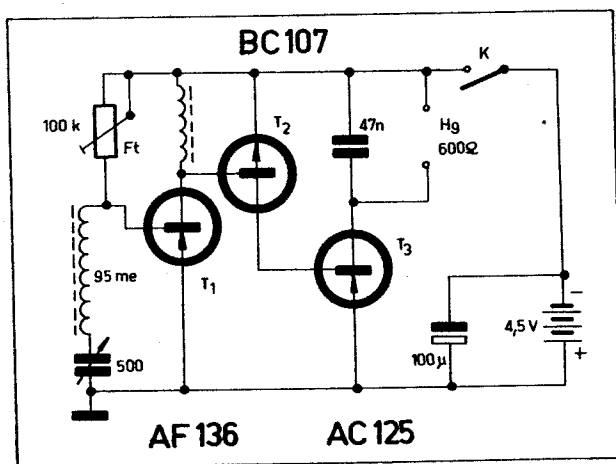 BC 107
K
100 k
Ft
T2
47n
Hg
600Ω
T1
T3
95 me
500
100 μ
4,5 V
−
+
AF 136
AC 125